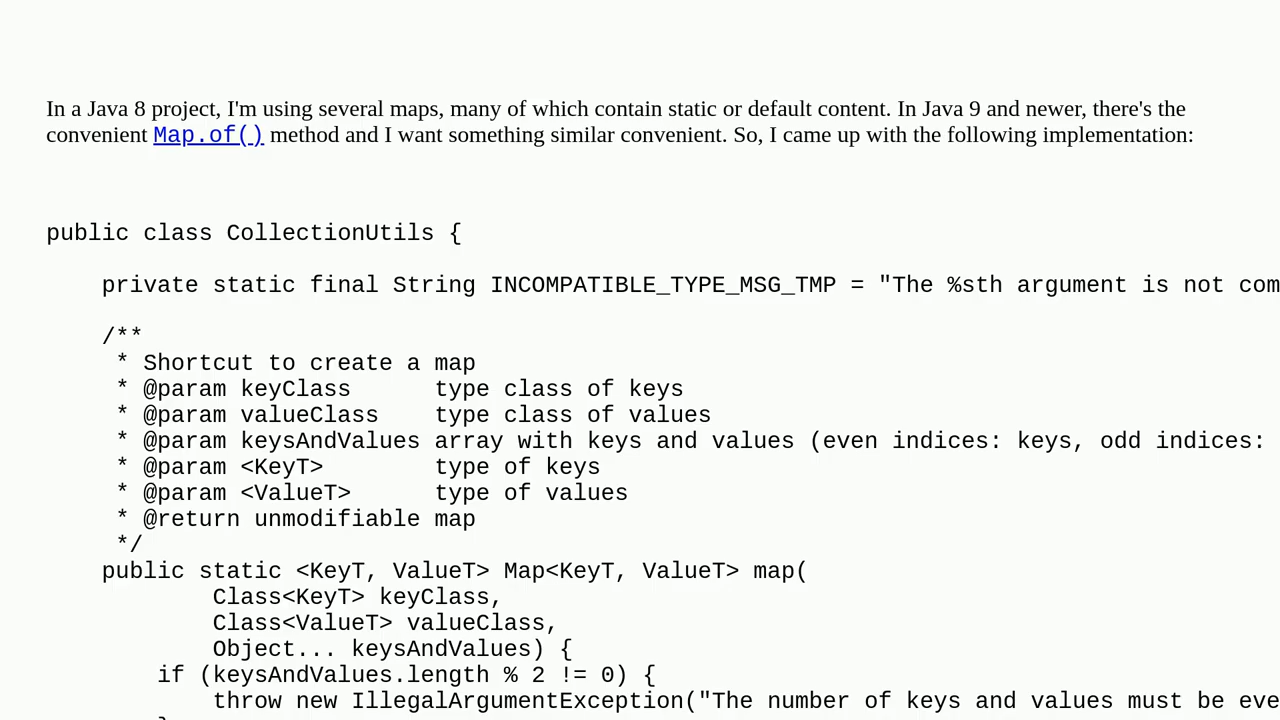 In a Java 8 project, I'm using several maps, many of which contain static or default content. In Java 9 and newer, there's the
convenient Map.of() method and I want something similar convenient. So, I came up with the following implementation:
public class CollectionUtils {
private static final String INCOMPATIBLE_TYPE_MSG_TMP = "The %sth argument is not com
/**
* Shortcut to create a map
* @param keyClass      type class of keys
* @param valueClass    type class of values
* @param keysAndValues array with keys and values (even indices: keys, odd indices:
* @param <KeyT>        type of keys
* @param <ValueT>      type of values
* @return unmodifiable map
*/
public static <KeyT, ValueT> Map<KeyT, ValueT> map(
Class<KeyT> keyClass,
Class<ValueT> valueClass,
Object... keysAndValues) {
if (keysAndValues.length % 2 != 0) {
throw new IllegalArgumentException("The number of keys and values must be eve
}